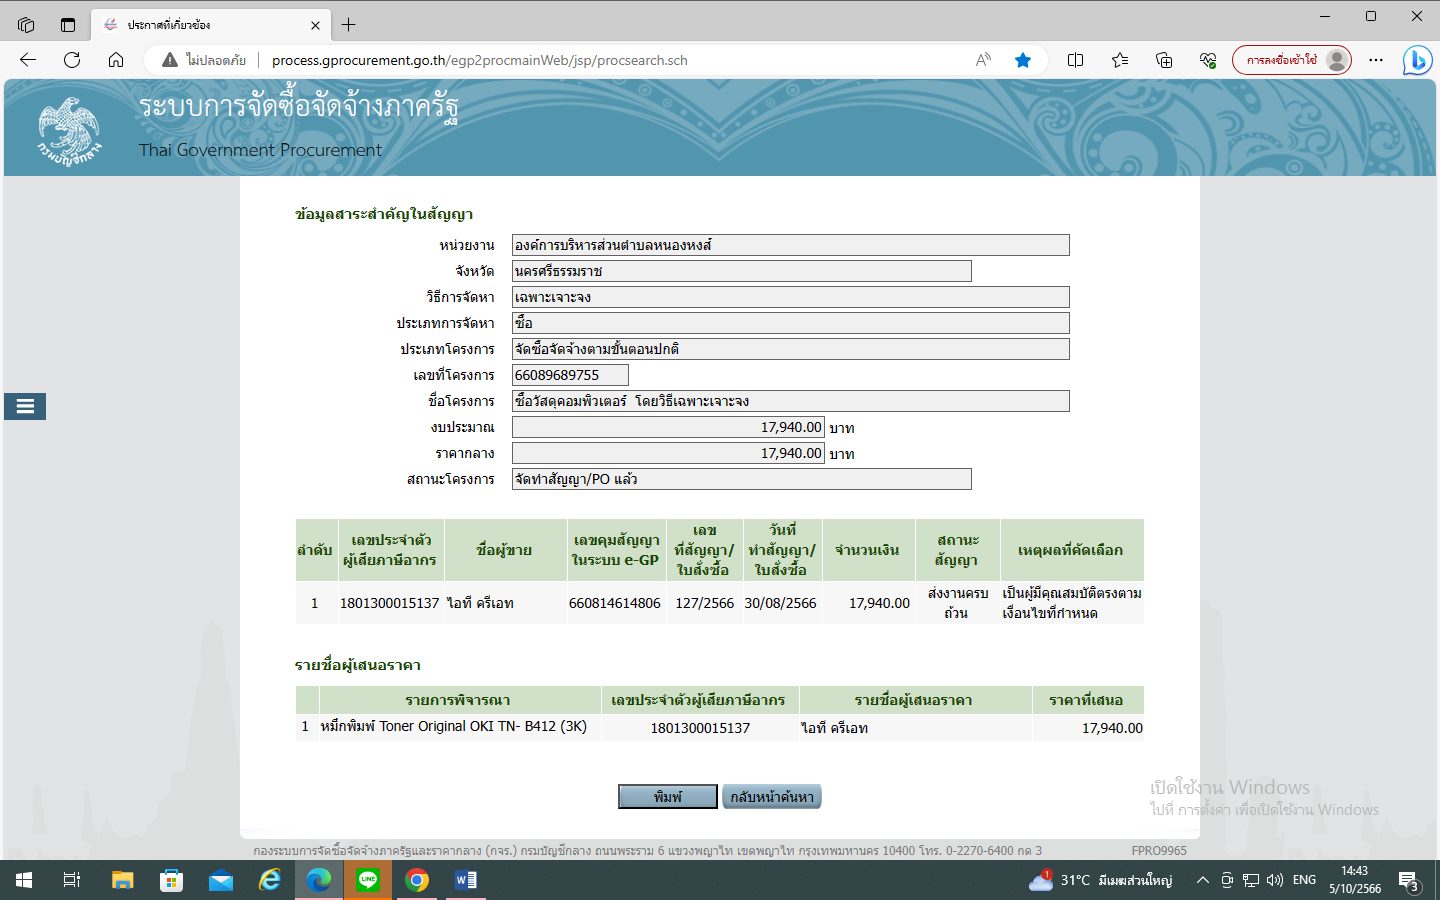 ประกาศที่เกี่ยวข้อง
ไม่ปลอดภัย
process.gprocurement.go.th/egp2procmainWeb/jsp/procsearch.sch
การลงชื่อเข้าใช้
ระบบการจัดซื้อจัดจ้างภาครัฐ
Thai Government Procurement
กรมบัญชีกลาง
ข้อมูลสาระสำคัญในสัญญา
หน่วยงาน องค์การบริหารส่วนตำบลหนองหงส์
จังหวัด นครศรีธรรมราช
วิธีการจัดหา เฉพาะเจาะจง
ประเภทการจัดหา ซื้อ
ประเภทโครงการ จัดซื้อจัดจ้างตามขั้นตอนปกติ
เลขที่โครงการ 66089689755
ชื่อโครงการ ซื้อวัสดุคอมพิวเตอร์ โดยวิธีเฉพาะเจาะจง
งบประมาณ 17,940.00 บาท
ราคากลาง 17,940.00 บาท
สถานะโครงการ จัดทำสัญญา/PO แล้ว
ลำดับ เลขประจำตัวผู้เสียภาษีอากร ชื่อผู้ขาย เลขคุมสัญญาในระบบ e-GP เลขที่สัญญา/ใบสั่งซื้อ วันที่ทำสัญญา/ใบสั่งซื้อ จำนวนเงิน สถานะสัญญา เหตุผลที่คัดเลือก
1 1801300015137 ไอที ครีเอท 660814614806 127/2566 30/08/2566 17,940.00 ส่งงานครบถ้วน เป็นผู้มีคุณสมบัติตรงตามเงื่อนไขที่กำหนด
รายชื่อผู้เสนอราคา
รายการพิจารณา เลขประจำตัวผู้เสียภาษีอากร รายชื่อผู้เสนอราคา ราคาที่เสนอ
1 หมึกพิมพ์ Toner Original OKI TN- B412 (3K) 1801300015137 ไอที ครีเอท 17,940.00
พิมพ์ กลับหน้าค้นหา
เปิดใช้งาน Windows
ไปที่ การตั้งค่า เพื่อเปิดใช้งาน Windows
กองระบบการจัดซื้อจัดจ้างภาครัฐและราคากลาง (กจร.) กรมบัญชีกลาง ถนนพระราม 6 แขวงพญาไท เขตพญาไท กรุงเทพมหานคร 10400 โทร. 0-2270-6400 กด 3 FPRO9965
1 31°C มีเมฆส่วนใหญ่ ENG 14:43
5/10/2566 3
LINE